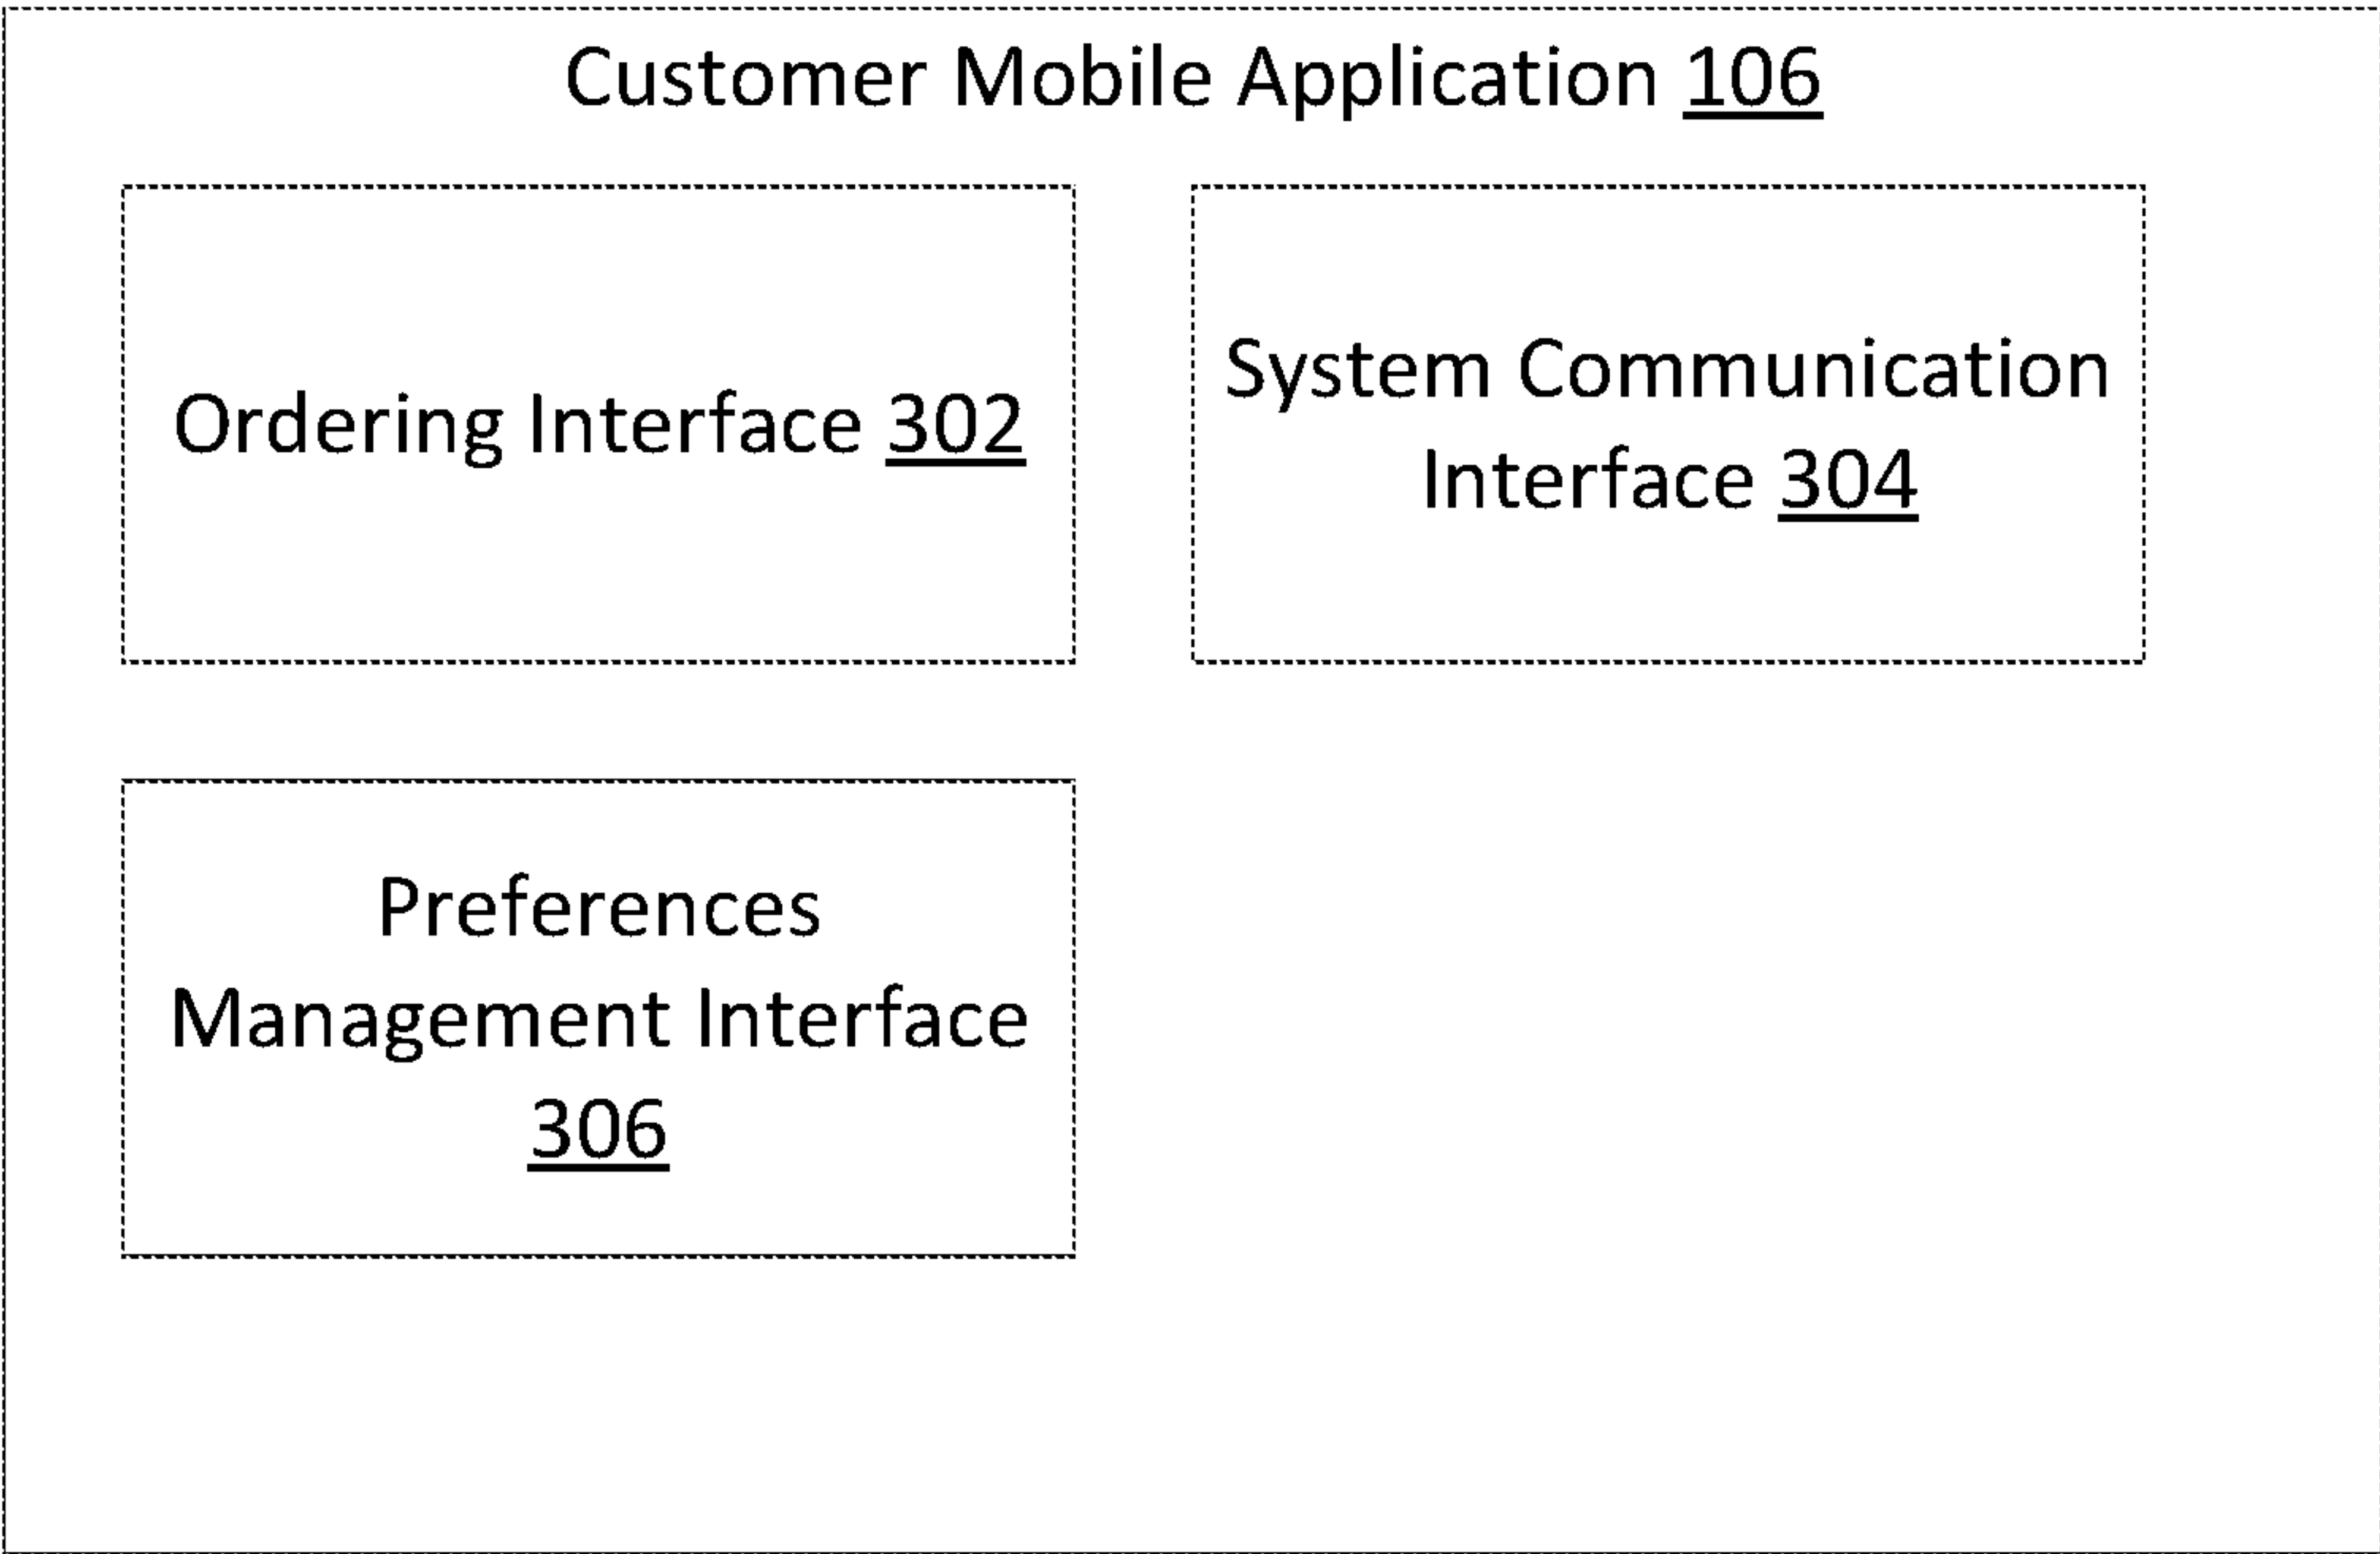 Customer Mobile Application 106
Ordering Interface 302
System Communication
Interface 304
Preferences
Management Interface
306